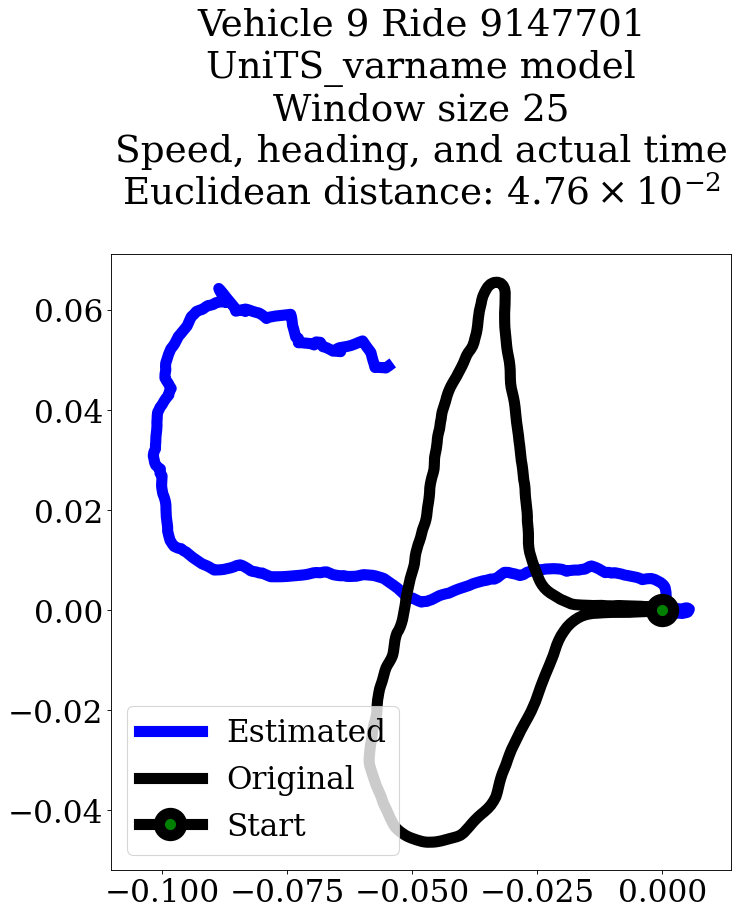 Vehicle 9 Ride 9147701
UniTS_varname model
Window size 25
Speed, heading, and actual time
Euclidean distance: 4.76 × 10⁻²
0.06
0.04
0.02
0.00
−0.02
−0.04
Estimated
Original
Start
−0.100 −0.075 −0.050 −0.025 0.000